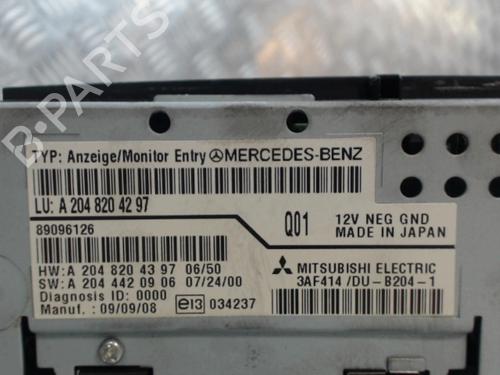 TYP: Anzeige/Monitor Entry MERCEDES-BENZ
LU: A 204 820 42 97
89096126
Q01
12V NEG GND
MADE IN JAPAN
HW: A 204 820 43 97 06/50
SW: A 204 442 09 06 07/24/00
Diagnosis ID: 0000
Manuf.: 09/09/08
e13 034237
MITSUBISHI ELECTRIC
3AF414 /DU-B204-1
B-PARTS
B-PARTS
B-PARTS